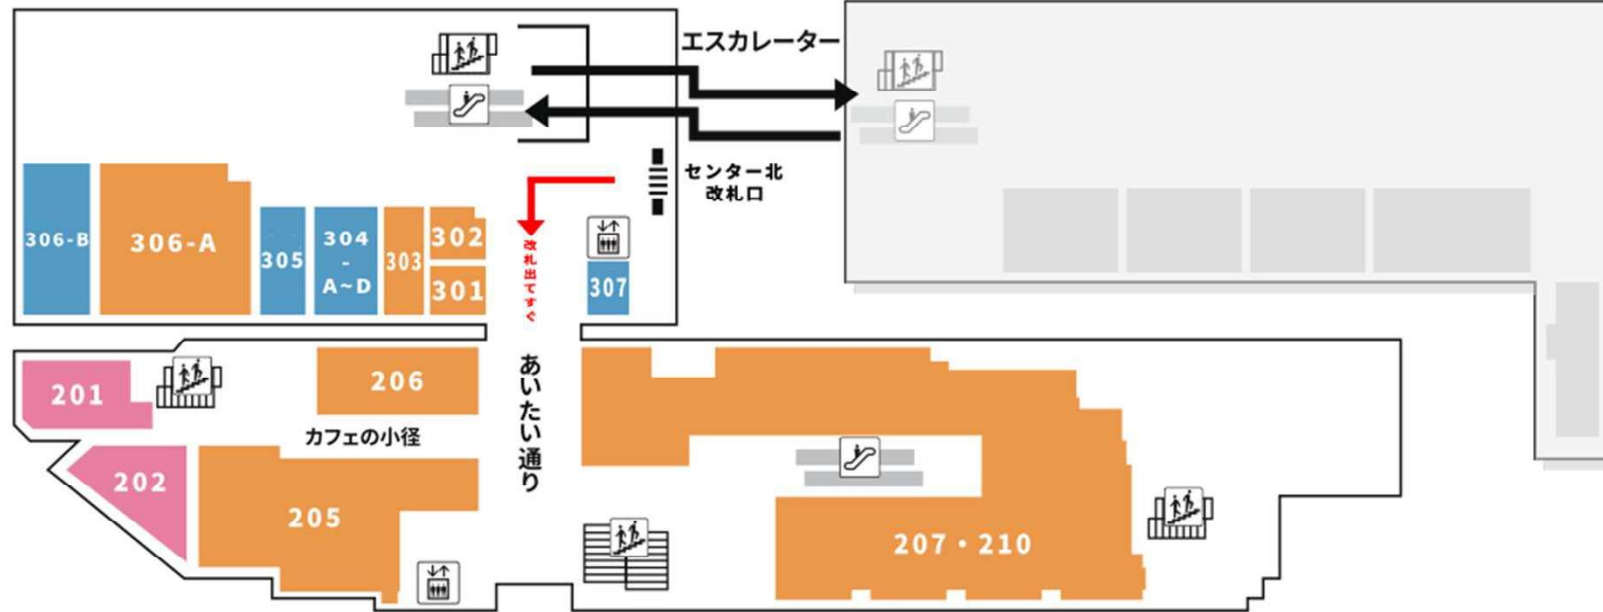 エスカレーター
センター北
改札口
306-B
306-A
305
304
-
A~D
303
302
301
307
改札出てすぐ
201
206
あいたい通り
カフェの小径
202
205
207・210